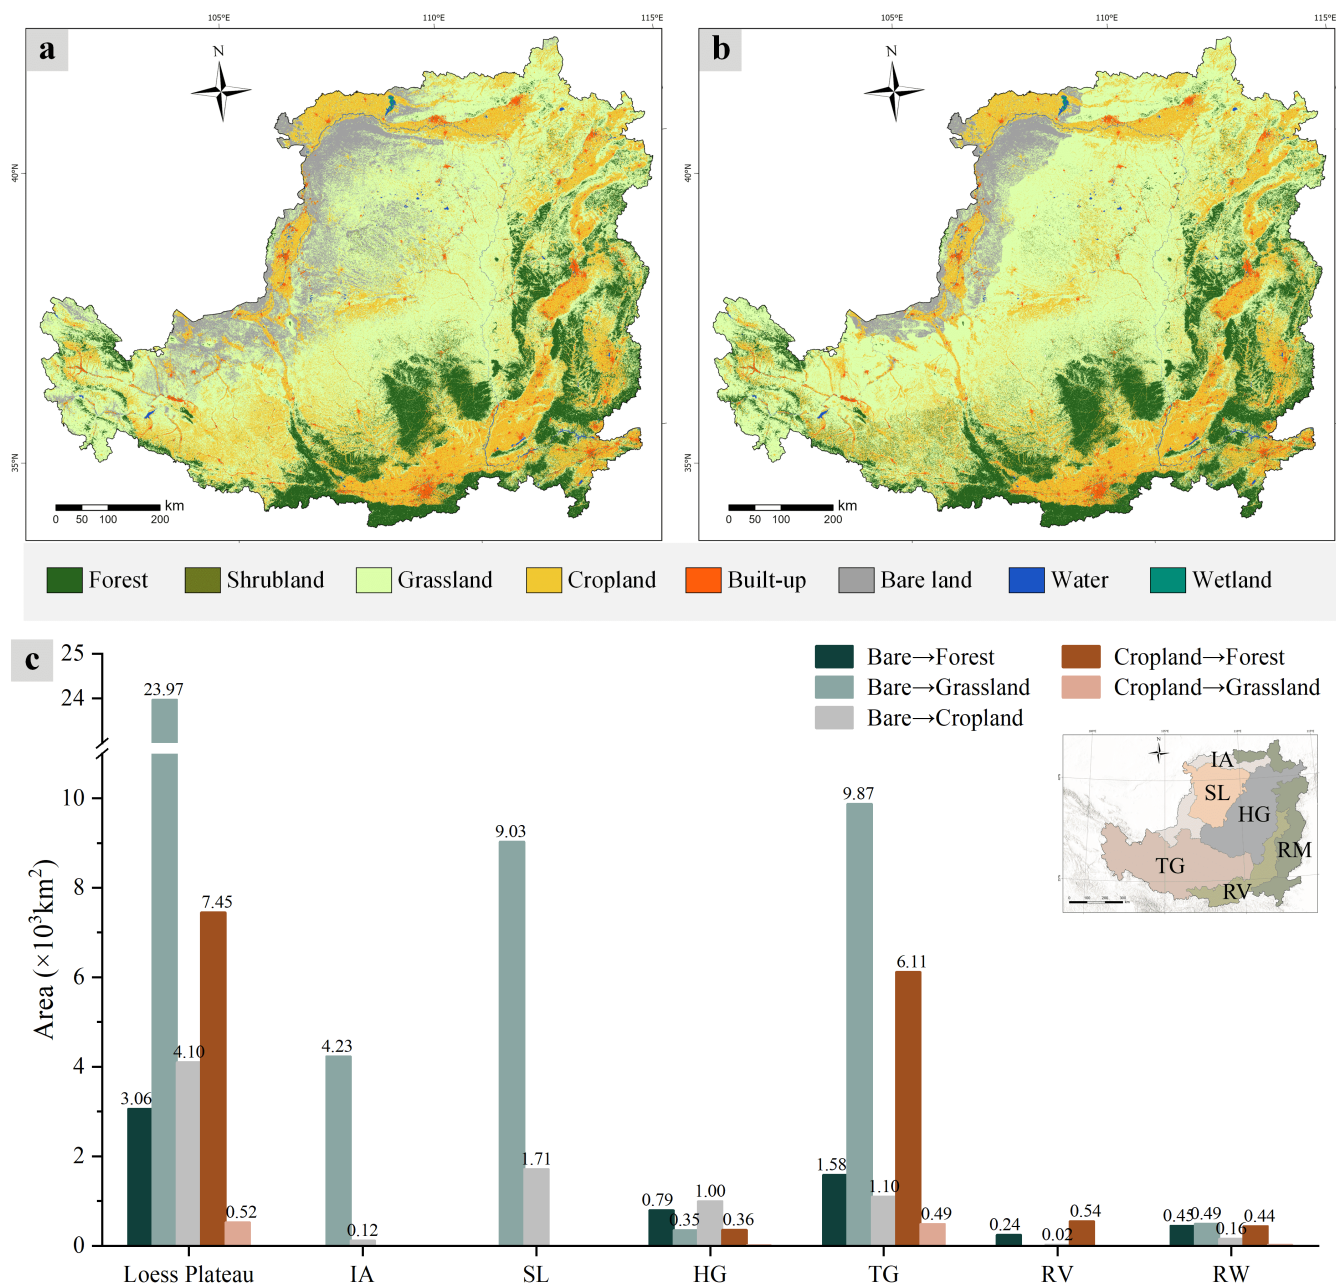 105°E 110°E 115°E 105°E 110°E 115°E
a b
N N
40°N 40°N
35°N 35°N
km km
0 50 100 200 0 50 100 200
Forest Shrubland Grassland Cropland Built-up Bare land Water Wetland
c
Bare→Forest Cropland→Forest
Bare→Grassland Cropland→Grassland
Bare→Cropland
Area (×10³km²)
25
24
10
8
6
4
2
0
3.06 23.97 4.10 7.45 0.52
4.23 0.12
9.03 1.71
0.79 0.35 1.00 0.36
1.58 9.87 1.10 6.11 0.49
0.24 0.02 0.54
0.45 0.49 0.16 0.44
N
IA
SL
HG
RM
TG
RV
Loess Plateau IA SL HG TG RV RW